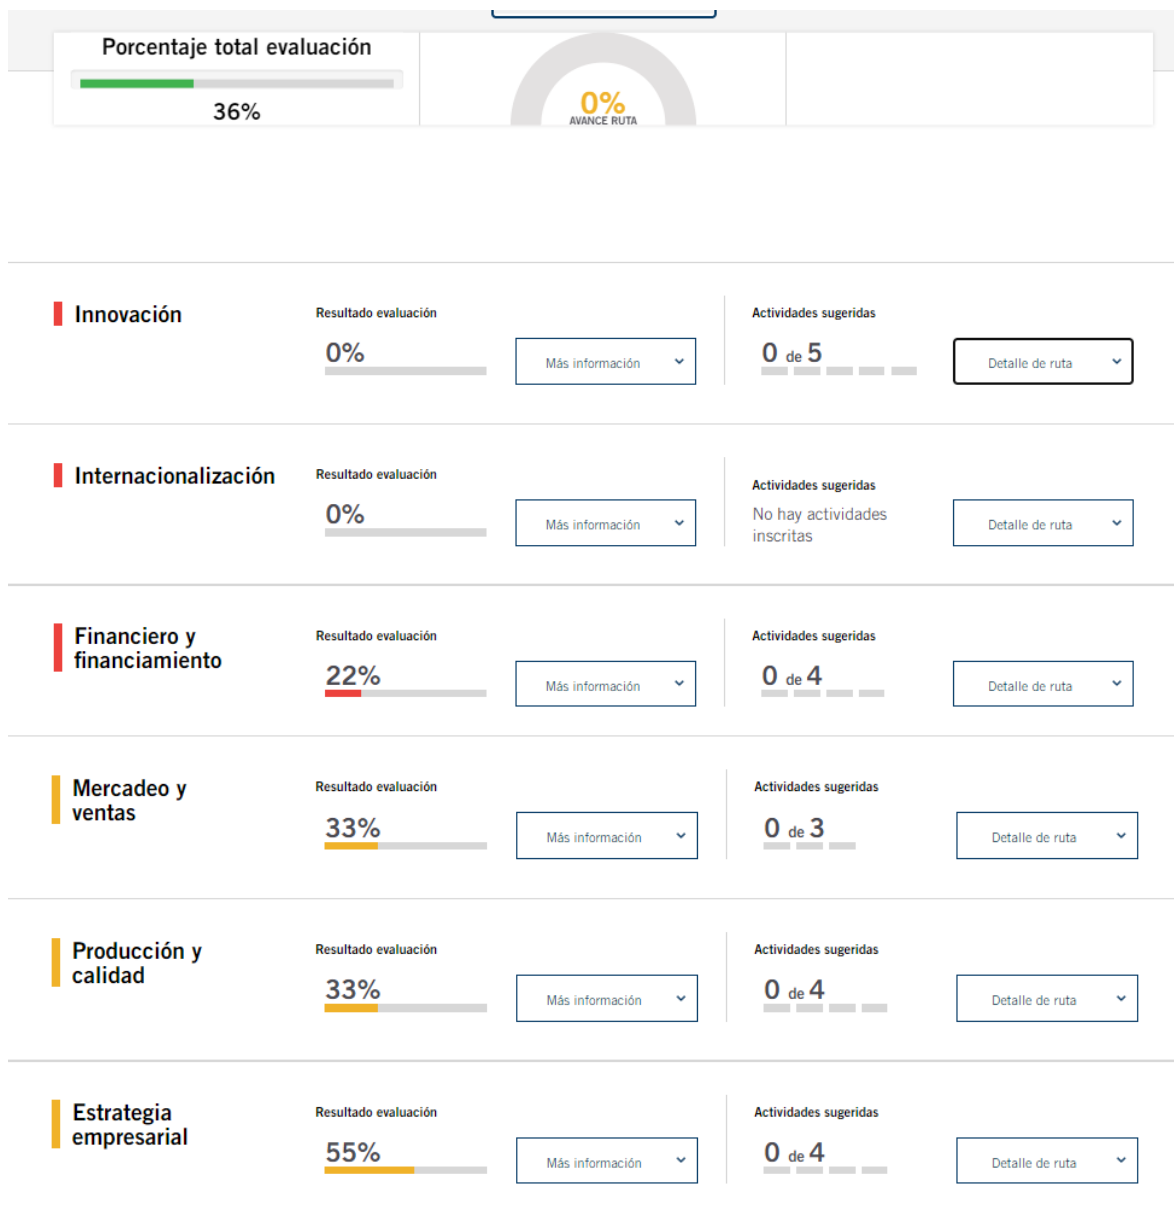 Porcentaje total evaluación
36%
0%
AVANCE RUTA
Innovación
Resultado evaluación
0%
Más información
Actividades sugeridas
0 de 5
Detalle de ruta
Internacionalización
Resultado evaluación
0%
Más información
Actividades sugeridas
No hay actividades
inscritas
Detalle de ruta
Financiero y
financiamiento
Resultado evaluación
22%
Más información
Actividades sugeridas
0 de 4
Detalle de ruta
Mercadeo y
ventas
Resultado evaluación
33%
Más información
Actividades sugeridas
0 de 3
Detalle de ruta
Producción y
calidad
Resultado evaluación
33%
Más información
Actividades sugeridas
0 de 4
Detalle de ruta
Estrategia
empresarial
Resultado evaluación
55%
Más información
Actividades sugeridas
0 de 4
Detalle de ruta